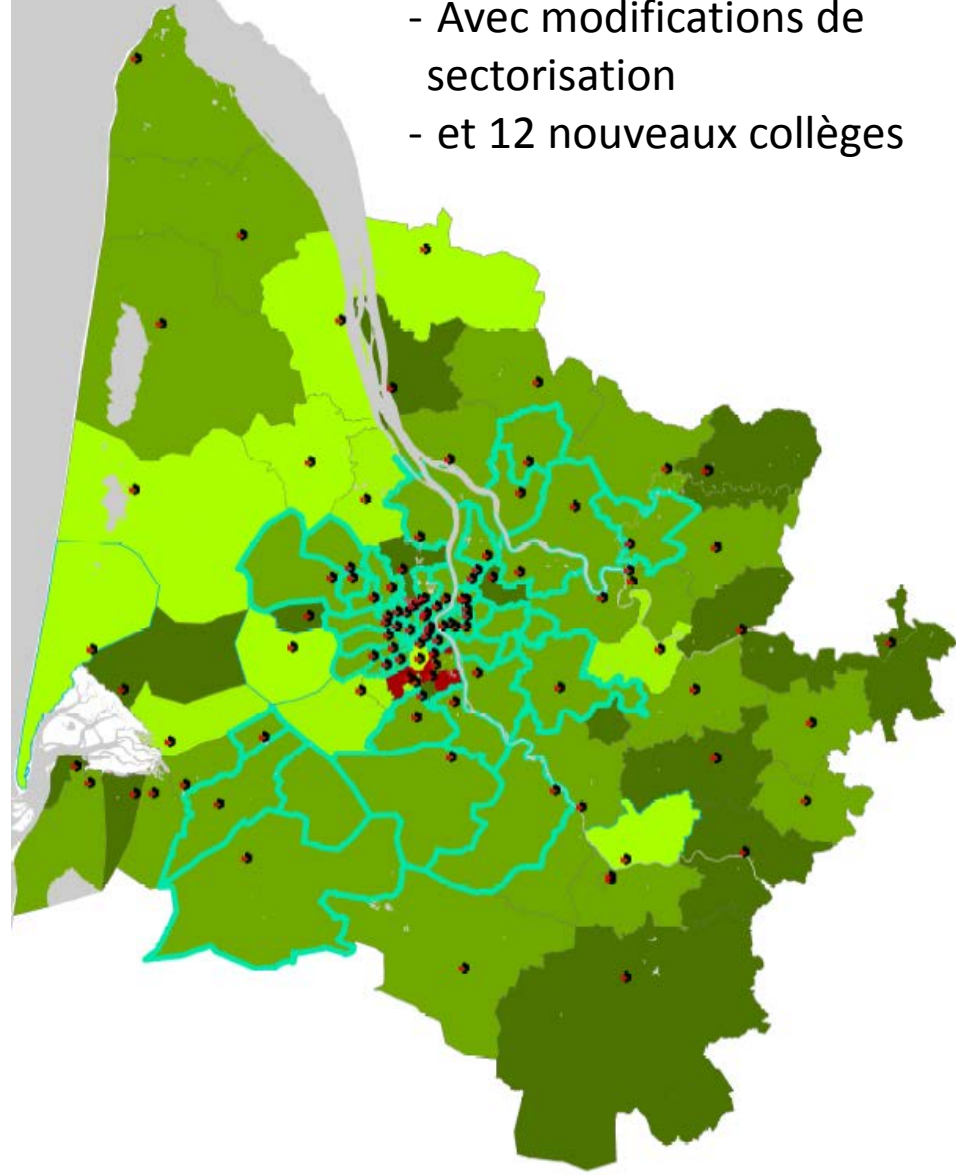 - Avec modifications de
sectorisation
- et 12 nouveaux collèges